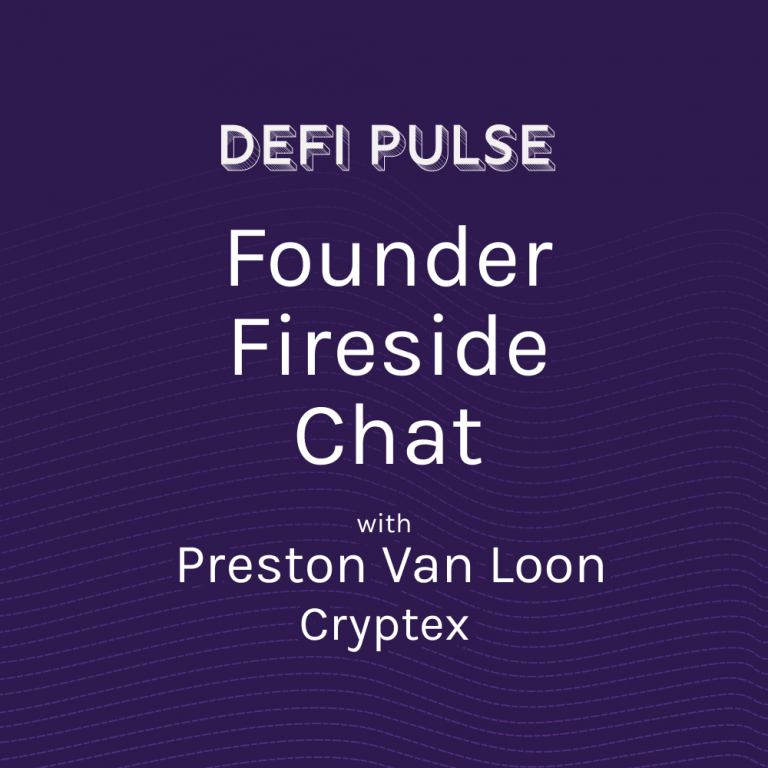 DEFI PULSE
Founder
Fireside
Chat
with
Preston Van Loon
Cryptex